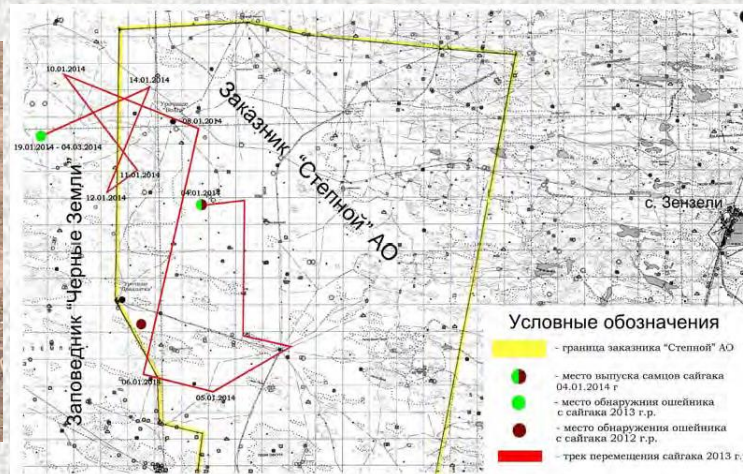 10.01.2014
14.01.2014
08.01.2014
19.01.2014 - 04.03.2014
11.01.2014
12.01.2014
04.01.2014
06.01.2014
05.01.2014
Заказник "Степной" АО
Заповедник "Черные Земли"
с. Зензели
Условные обозначения
- граница заказника "Степной" АО
- место выпуска самцов сайгака
04.01.2014 г
- место обнаружния ошейника
с сайгака 2013 г.р.
- место обнаружения ошейника
с сайгака 2012 г.р.
- трек перемещения сайгака 2013 г.